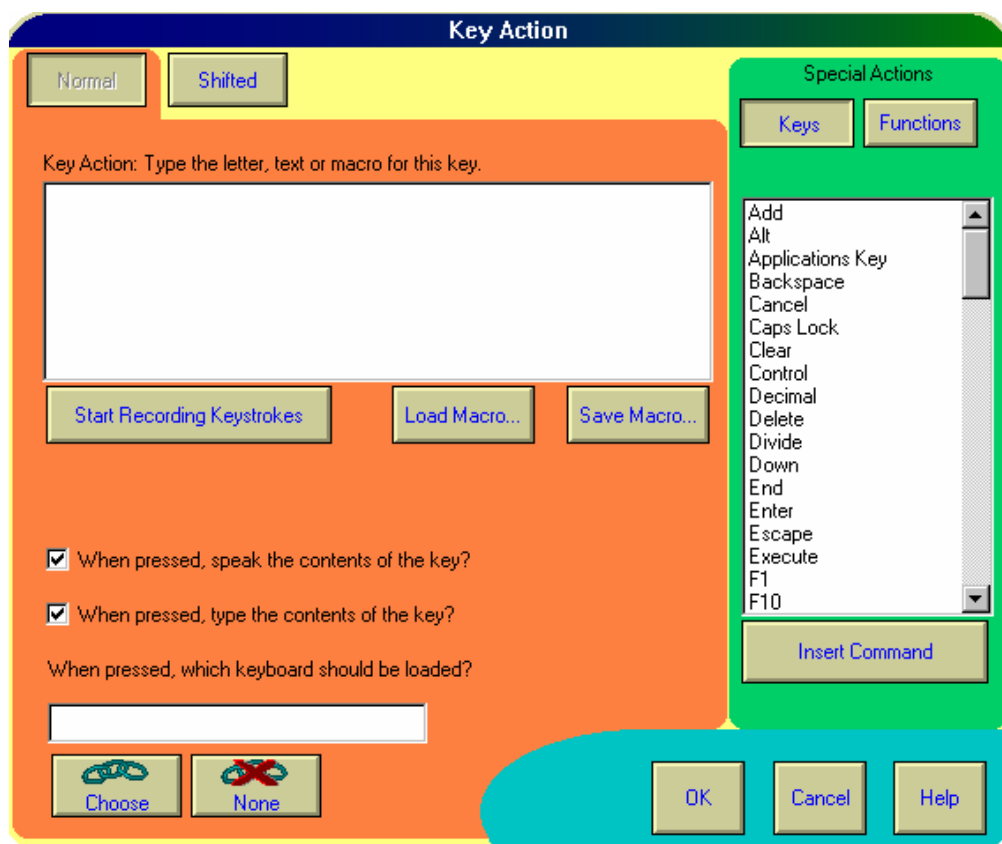 Key Action
Normal
Shifted
Key Action: Type the letter, text or macro for this key.
Start Recording Keystrokes
Load Macro...
Save Macro...
When pressed, speak the contents of the key?
When pressed, type the contents of the key?
When pressed, which keyboard should be loaded?
Choose
None
Special Actions
Keys
Functions
Add
Alt
Applications Key
Backspace
Cancel
Caps Lock
Clear
Control
Decimal
Delete
Divide
Down
End
Enter
Escape
Execute
F1
F10
Insert Command
OK
Cancel
Help